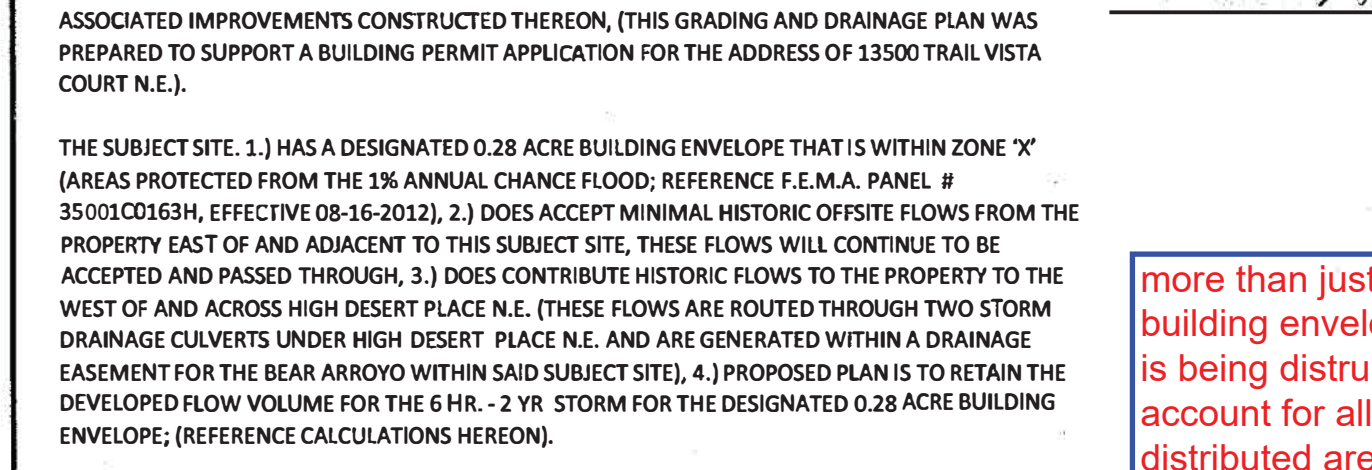 ASSOCIATED IMPROVEMENTS CONSTRUCTED THEREON, (THIS GRADING AND DRAINAGE PLAN WAS
PREPARED TO SUPPORT A BUILDING PERMIT APPLICATION FOR THE ADDRESS OF 13500 TRAIL VISTA
COURT N.E.).
THE SUBJECT SITE. 1.) HAS A DESIGNATED 0.28 ACRE BUILDING ENVELOPE THAT IS WITHIN ZONE ‘X’
(AREAS PROTECTED FROM THE 1% ANNUAL CHANCE FLOOD; REFERENCE F.E.M.A. PANEL #
35001C0163H, EFFECTIVE 08-16-2012), 2.) DOES ACCEPT MINIMAL HISTORIC OFFSITE FLOWS FROM THE
PROPERTY EAST OF AND ADJACENT TO THIS SUBJECT SITE, THESE FLOWS WILL CONTINUE TO BE
ACCEPTED AND PASSED THROUGH, 3.) DOES CONTRIBUTE HISTORIC FLOWS TO THE PROPERTY TO THE
WEST OF AND ACROSS HIGH DESERT PLACE N.E. (THESE FLOWS ARE ROUTED THROUGH TWO STORM
DRAINAGE CULVERTS UNDER HIGH DESERT PLACE N.E. AND ARE GENERATED WITHIN A DRAINAGE
EASEMENT FOR THE BEAR ARROYO WITHIN SAID SUBJECT SITE), 4.) PROPOSED PLAN IS TO RETAIN THE
DEVELOPED FLOW VOLUME FOR THE 6 HR. - 2 YR STORM FOR THE DESIGNATED 0.28 ACRE BUILDING
ENVELOPE; (REFERENCE CALCULATIONS HEREON).
more than just
building envel
is being distru
account for all
distributed are